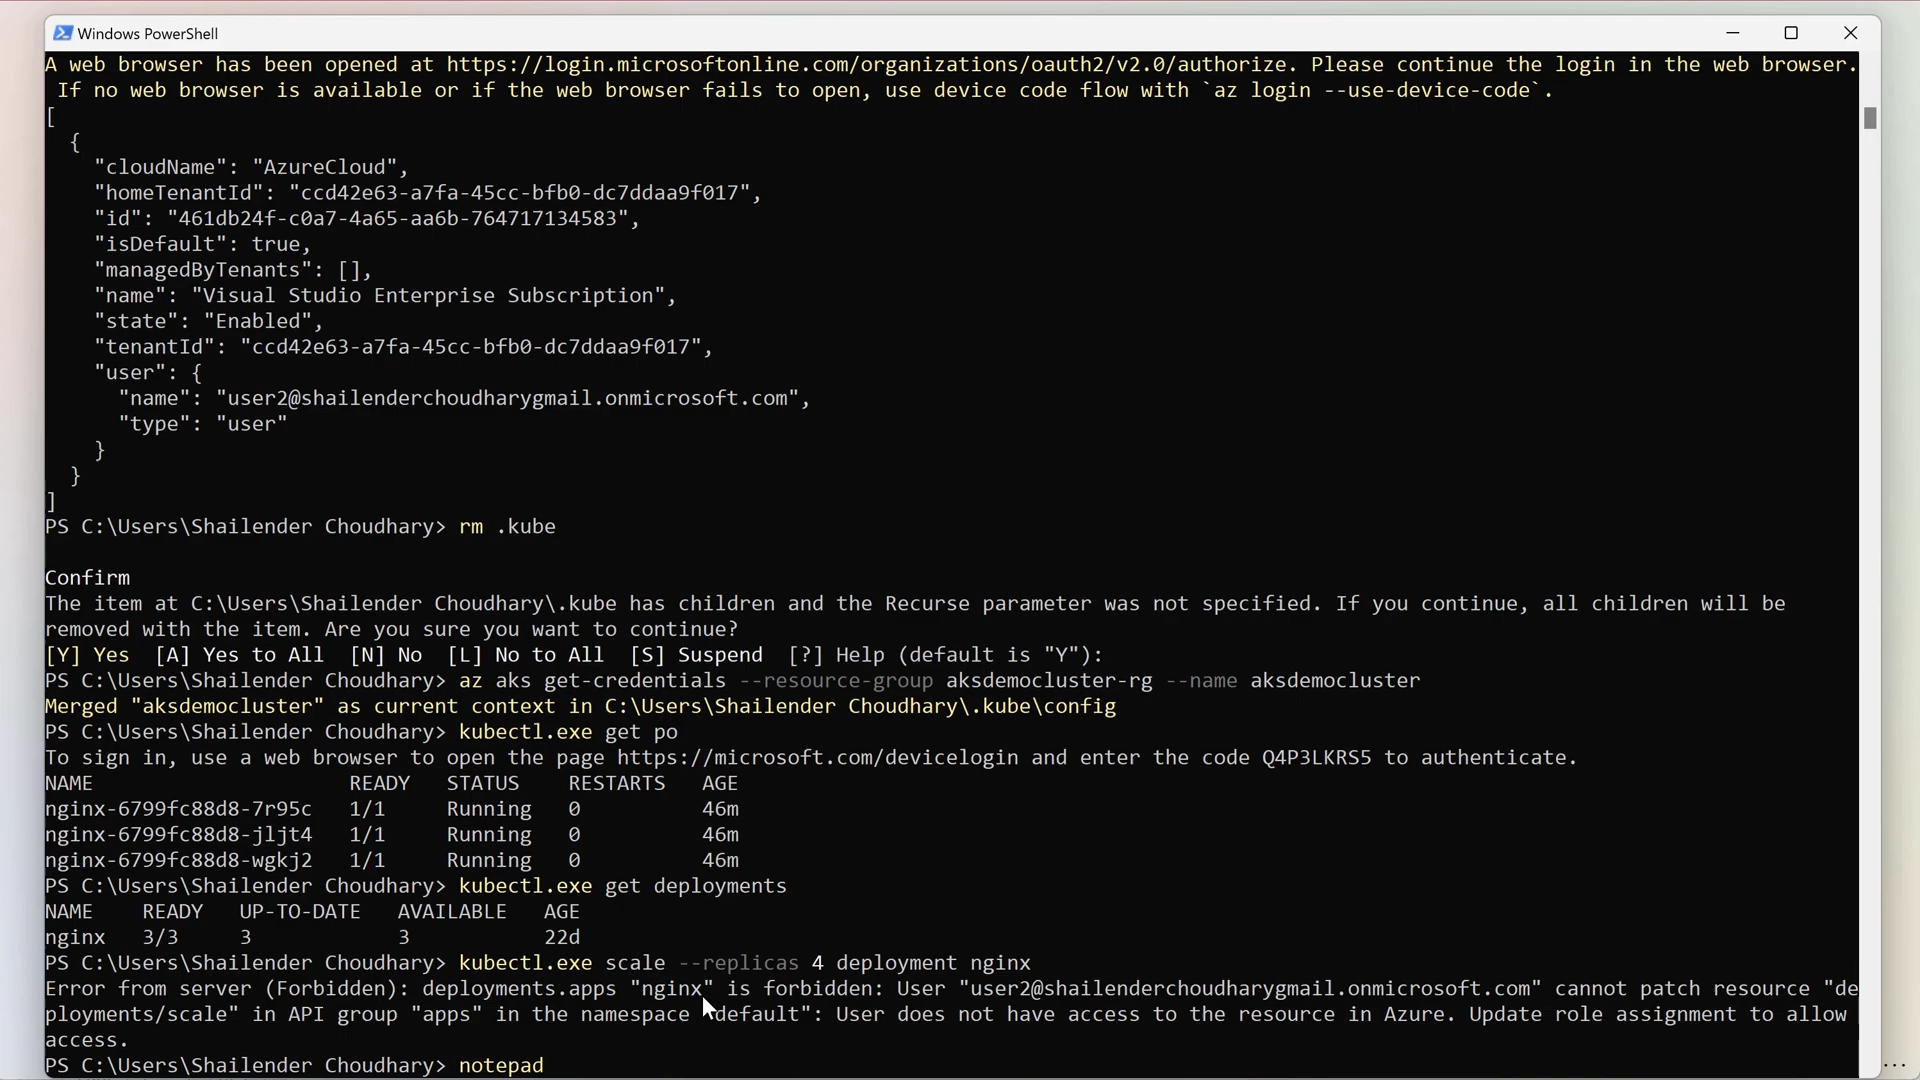 Windows PowerShell
A web browser has been opened at https://login.microsoftonline.com/organizations/oauth2/v2.0/authorize. Please continue the login in the web browser.
 If no web browser is available or if the web browser fails to open, use device code flow with `az login --use-device-code`.
[
  {
    "cloudName": "AzureCloud",
    "homeTenantId": "ccd42e63-a7fa-45cc-bfb0-dc7ddaa9f017",
    "id": "461db24f-c0a7-4a65-aa6b-764717134583",
    "isDefault": true,
    "managedByTenants": [],
    "name": "Visual Studio Enterprise Subscription",
    "state": "Enabled",
    "tenantId": "ccd42e63-a7fa-45cc-bfb0-dc7ddaa9f017",
    "user": {
      "name": "user2@shailenderchoudharygmail.onmicrosoft.com",
      "type": "user"
    }
  }
]
PS C:\Users\Shailender Choudhary> rm .kube
Confirm
The item at C:\Users\Shailender Choudhary\.kube has children and the Recurse parameter was not specified. If you continue, all children will be
removed with the item. Are you sure you want to continue?
[Y] Yes  [A] Yes to All  [N] No  [L] No to All  [S] Suspend  [?] Help (default is "Y"):
PS C:\Users\Shailender Choudhary> az aks get-credentials --resource-group aksdemocluster-rg --name aksdemocluster
Merged "aksdemocluster" as current context in C:\Users\Shailender Choudhary\.kube\config
PS C:\Users\Shailender Choudhary> kubectl.exe get po
To sign in, use a web browser to open the page https://microsoft.com/devicelogin and enter the code Q4P3LKRS5 to authenticate.
NAME                     READY   STATUS    RESTARTS   AGE
nginx-6799fc88d8-7r95c   1/1     Running   0          46m
nginx-6799fc88d8-jljt4   1/1     Running   0          46m
nginx-6799fc88d8-wgkj2   1/1     Running   0          46m
PS C:\Users\Shailender Choudhary> kubectl.exe get deployments
NAME    READY   UP-TO-DATE   AVAILABLE   AGE
nginx   3/3     3            3           22d
PS C:\Users\Shailender Choudhary> kubectl.exe scale --replicas 4 deployment nginx
Error from server (Forbidden): deployments.apps "nginx" is forbidden: User "user2@shailenderchoudharygmail.onmicrosoft.com" cannot patch resource "de
ployments/scale" in API group "apps" in the namespace "default": User does not have access to the resource in Azure. Update role assignment to allow
access.
PS C:\Users\Shailender Choudhary> notepad